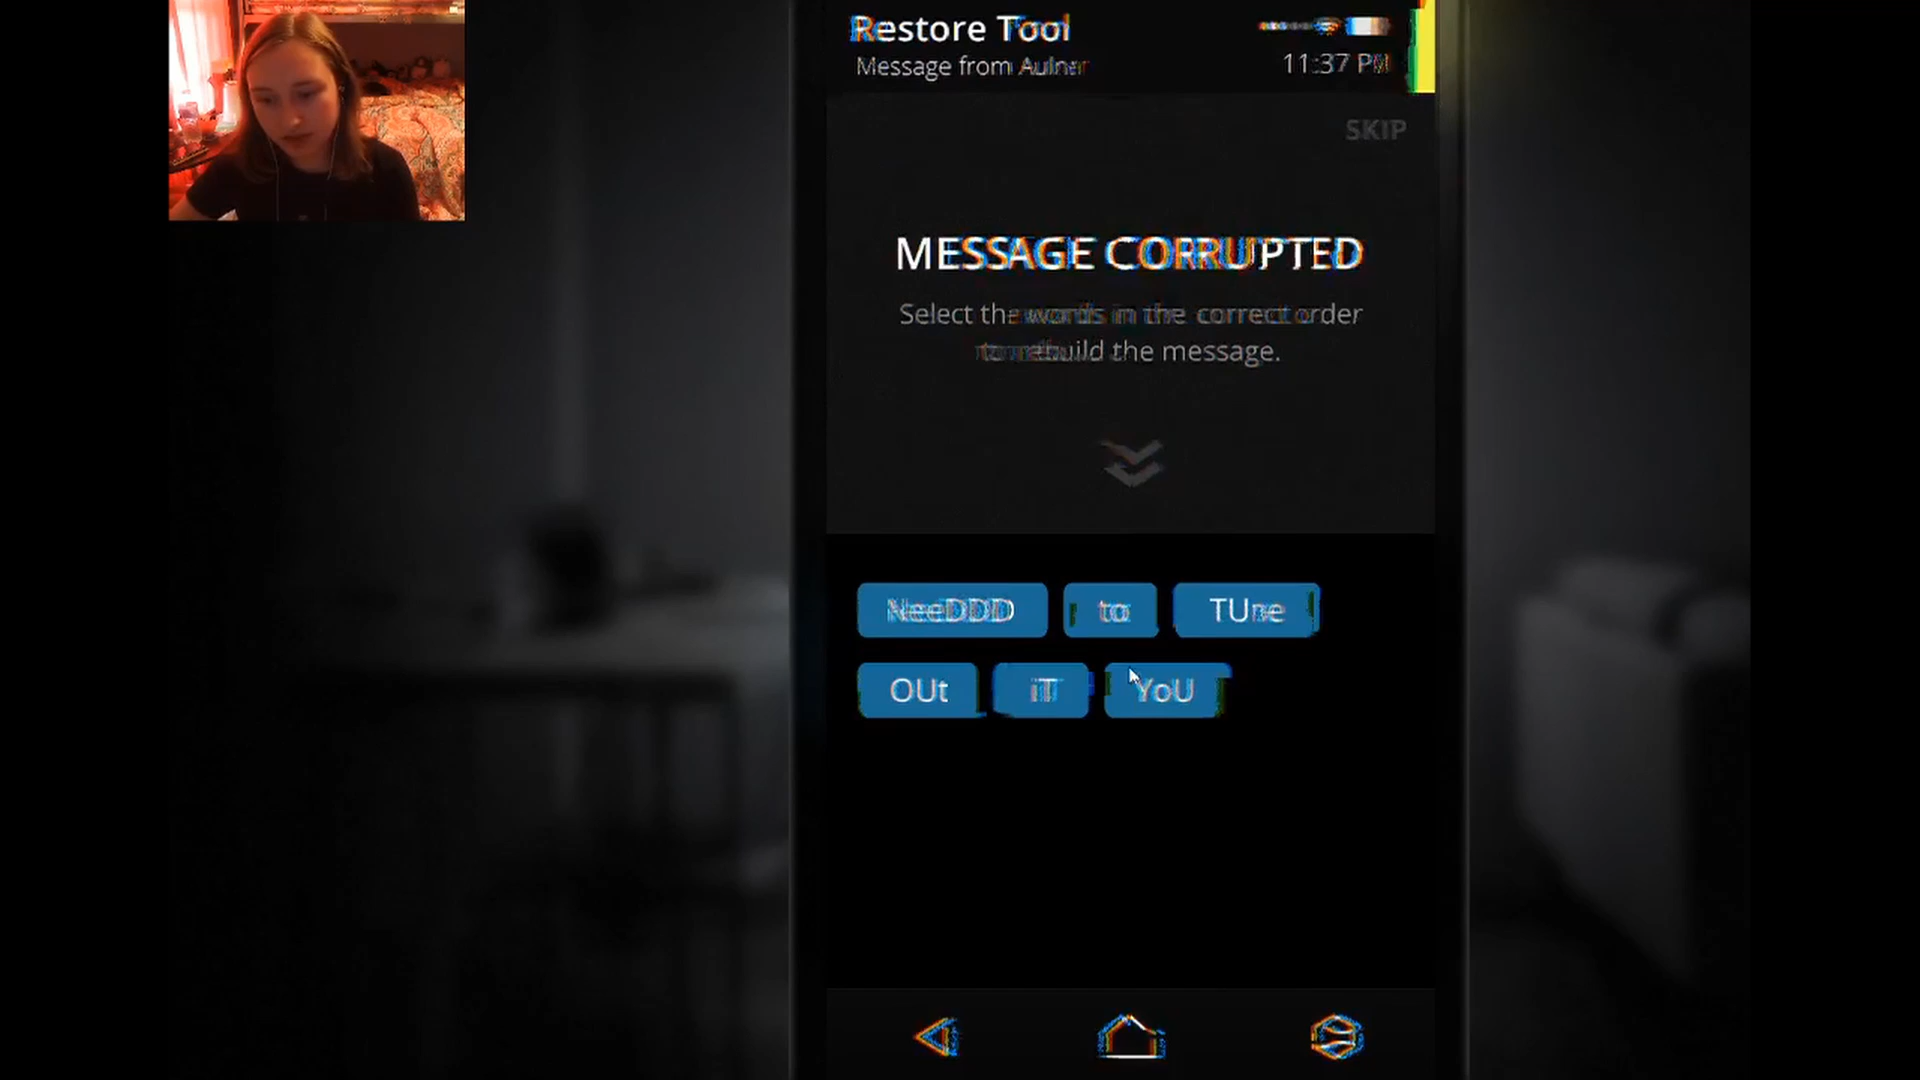 Restore Tool
Message from Aulnar
11:37 PM
SKIP
MESSAGE CORRUPTED
Select the words in the correct order
to rebuild the message.
NeeDDD to TUne
OUt iT YoU